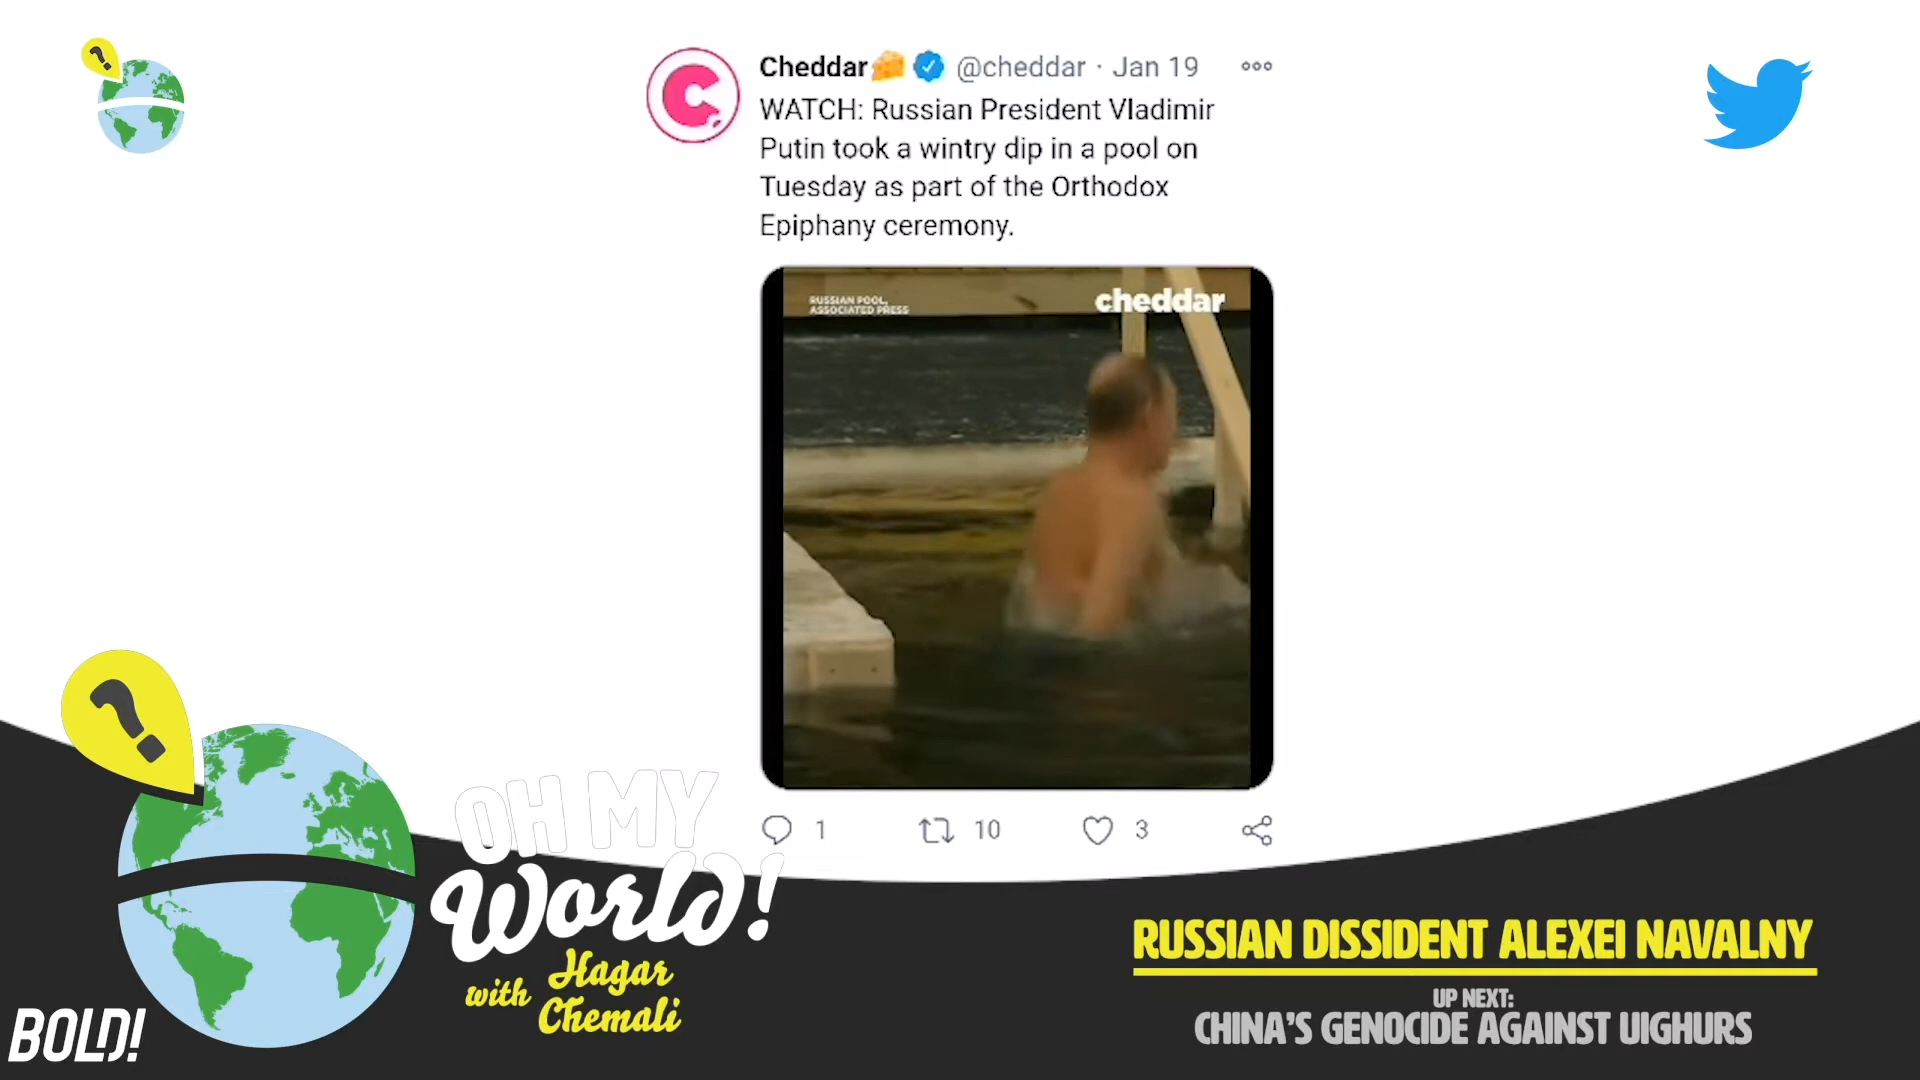 Cheddar @cheddar · Jan 19
WATCH: Russian President Vladimir
Putin took a wintry dip in a pool on
Tuesday as part of the Orthodox
Epiphany ceremony.
RUSSIAN POOL,
ASSOCIATED PRESS
cheddar
1 10 3
OH MY
World!
with Hagar
Chemali
BOLD!
RUSSIAN DISSIDENT ALEXEI NAVALNY
UP NEXT:
CHINA'S GENOCIDE AGAINST UIGHURS